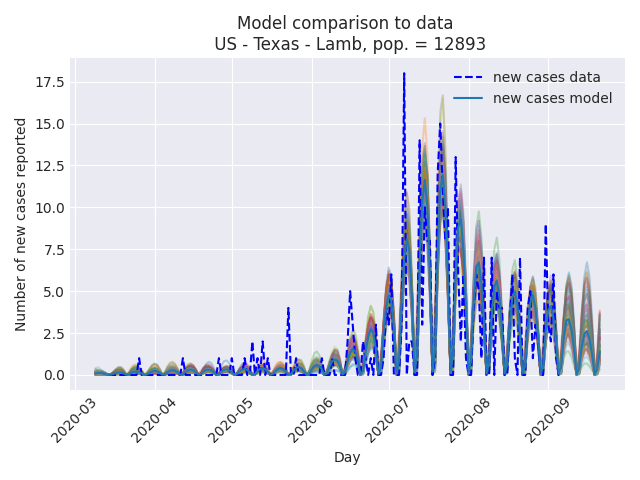 Model comparison to data
US - Texas - Lamb, pop. = 12893
Number of new cases reported
17.5
15.0
12.5
10.0
7.5
5.0
2.5
0.0
new cases data
new cases model
2020-03
2020-04
2020-05
2020-06
2020-07
2020-08
2020-09
Day